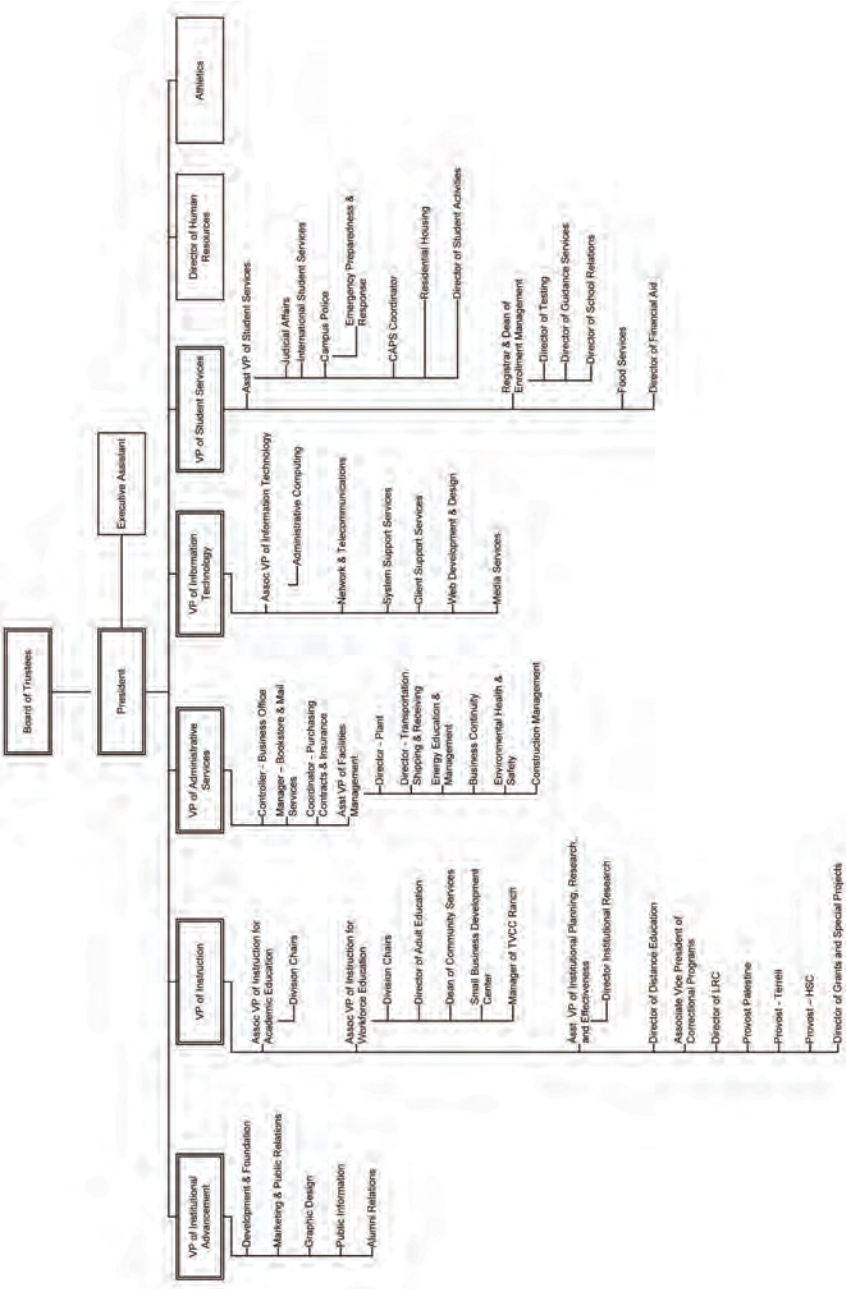 Board of Trustees
President
Executive Assistant
VP of Institutional
Advancement
Development & Foundation
Marketing & Public Relations
Graphic Design
Public Information
Alumni Relations
VP of Instruction
Assoc VP of Instruction for
Academic Education
Division Chairs
Assoc VP of Instruction for
Workforce Education
Division Chairs
Director of Adult Education
Dean of Community Services
Small Business Development
Center
Manager of TVCC Ranch
Asst VP of Institutional Planning, Research,
and Effectiveness
Director Institutional Research
Director of Distance Education
Associate Vice President of
Correctional Programs
Director of LRC
Provost Palestine
Provost - Terrell
Provost – HSC
Director of Grants and Special Projects
VP of Administrative
Services
Controller - Business Office
Manager – Bookstore & Mail
Services
Coordinator - Purchasing
Contracts & Insurance
Asst VP of Facilities
Management
Director - Plant
Director - Transportation
Shipping & Receiving
Energy Education &
Management
Business Continuity
Environmental Health &
Safety
Construction Management
VP of Information
Technology
Assoc VP of Information Technology
Administrative Computing
Network & Telecommunications
System Support Services
Client Support Services
Web Development & Design
Media Services
VP of Student Services
Asst VP of Student Services
Judicial Affairs
International Student Services
Campus Police
Emergency Preparedness &
Response
CAPS Coordinator
Residential Housing
Director of Student Activities
Registrar & Dean of
Enrollment Management
Director of Testing
Director of Guidance Services
Director of School Relations
Food Services
Director of Financial Aid
Director of Human
Resources
Athletics